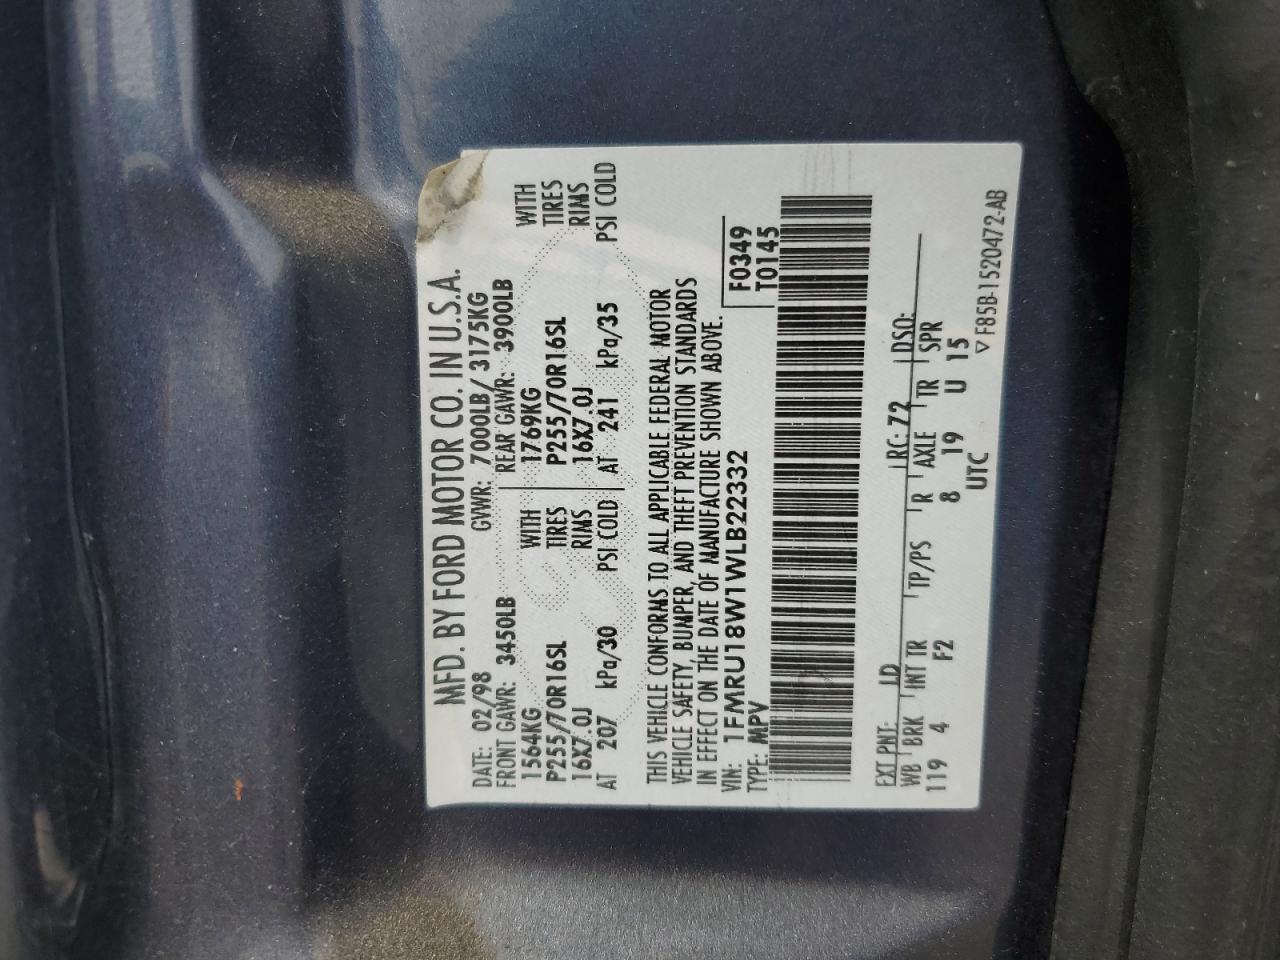 MFD. BY FORD MOTOR CO. IN U.S.A.
DATE: 02/98 GVWR: 7000LB/ 3175KG
FRONT GAWR: 3450LB REAR GAWR: 3900LB
1564KG WITH 1769KG WITH
P255/70R16SL TIRES P255/70R16SL TIRES
16X7.0J RIMS 16X7.0J RIMS
AT 207 kPa/30 PSI COLD AT 241 kPa/35 PSI COLD
THIS VEHICLE CONFORMS TO ALL APPLICABLE FEDERAL MOTOR
VEHICLE SAFETY, BUMPER, AND THEFT PREVENTION STANDARDS
IN EFFECT ON THE DATE OF MANUFACTURE SHOWN ABOVE.
VIN: 1FMRU18W1WLB22332 F0349
TYPE: MPV T0145
EXT PNT: LD RC: 72 DSO:
WB BRK INT TR TP/PS R AXLE TR SPR
119 4 F2 8 19 U 15
UTC
▽ F85B-1520472-AB